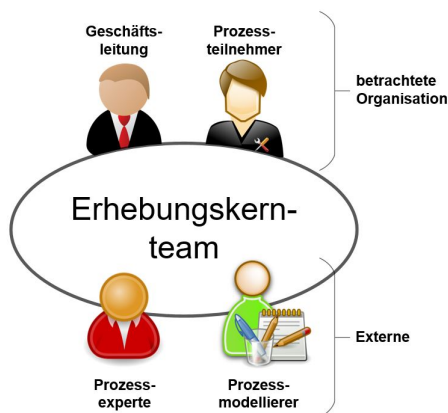 Geschäfts-
leitung
Prozess-
teilnehmer
betrachtete
Organisation
Erhebungskern-
team
Externe
Prozess-
experte
Prozess-
modellierer